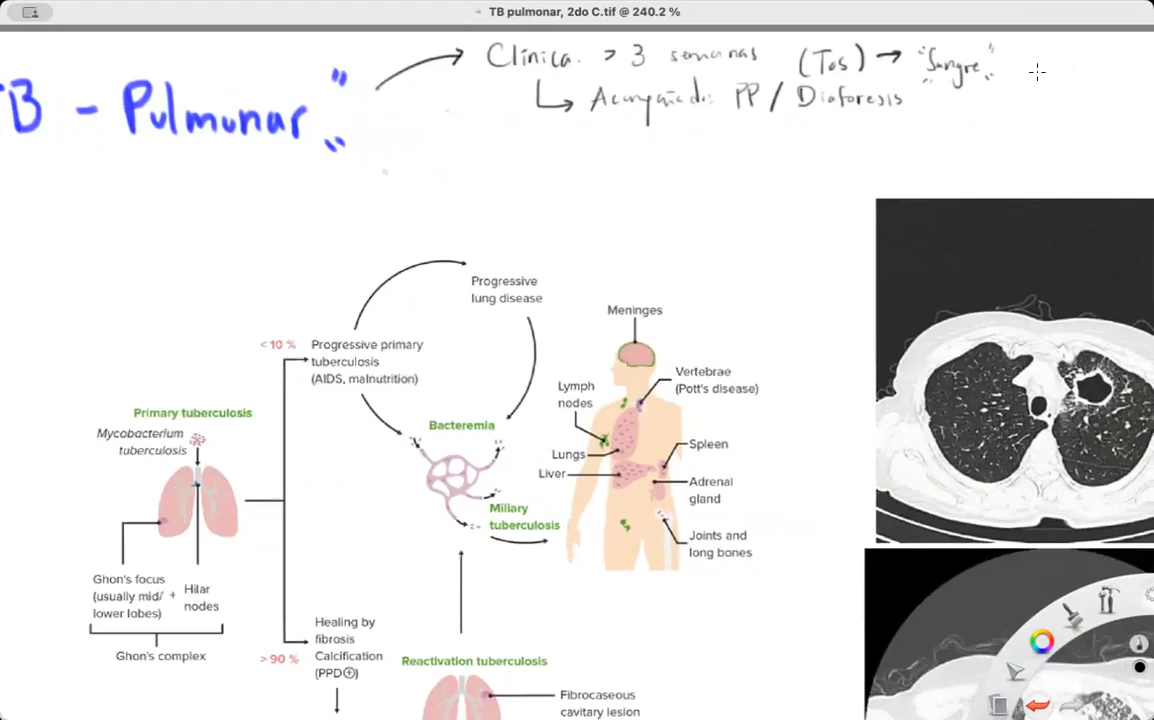 TB pulmonar, 2do C.tif @ 240.2 %
Clínica. > 3 semanas (Tos) → "Sangre"
B - Pulmonar"
PP / Diaforesis
Progressive
lung disease
Meninges
< 10 %
Progressive primary
tuberculosis
(AIDS, malnutrition)
Vertebrae
(Pott's disease)
Lymph
nodes
Primary tuberculosis
Mycobacterium
tuberculosis
Bacteremia
Spleen
Lungs
Liver
Adrenal
gland
Miliary
tuberculosis
Joints and
long bones
Ghon's focus
(usually mid/
lower lobes)
+
Hilar
nodes
Ghon's complex
Healing by
fibrosis
> 90 %
Calcification
(PPD⊕)
Reactivation tuberculosis
Fibrocaseous
cavitary lesion